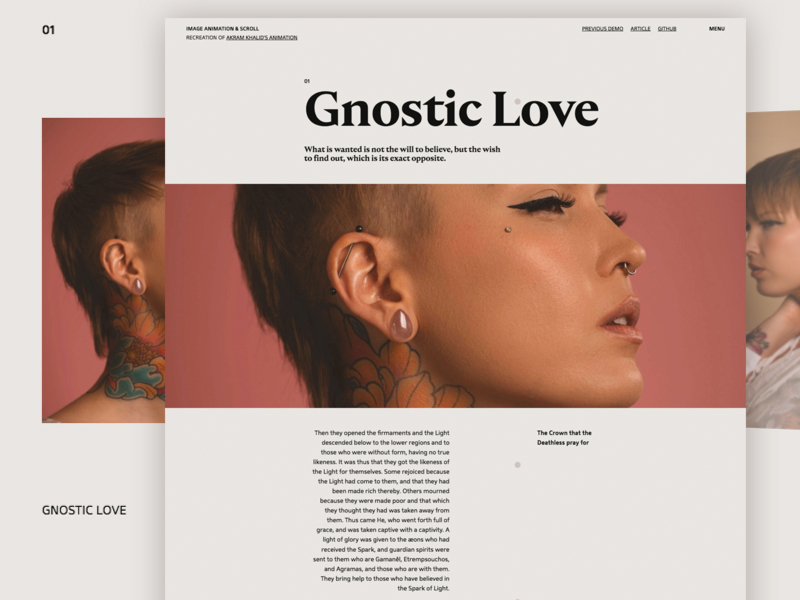 01
IMAGE ANIMATION & SCROLL
RECREATION OF AKRAM KHALID'S ANIMATION
PREVIOUS DEMO ARTICLE GITHUB
MENU
01
Gnostic Love
What is wanted is not the will to believe, but the wish
to find out, which is its exact opposite.
Then they opened the firmaments and the Light
descended below to the lower regions and to
those who were without form, having no true
likeness. It was thus that they got the likeness of
the Light for themselves. Some rejoiced because
the Light had come to them, and that they had
been made rich thereby. Others mourned
because they were made poor and that which
they thought they had was taken away from
them. Thus came He, who went forth full of
grace, and was taken captive with a captivity. A
light of glory was given to the æons who had
received the Spark, and guardian spirits were
sent to them who are Gamanêl, Etrempsouchos,
and Agramas, and those who are with them.
They bring help to those who have believed in
the Spark of Light.
The Crown that the
Deathless pray for
GNOSTIC LOVE